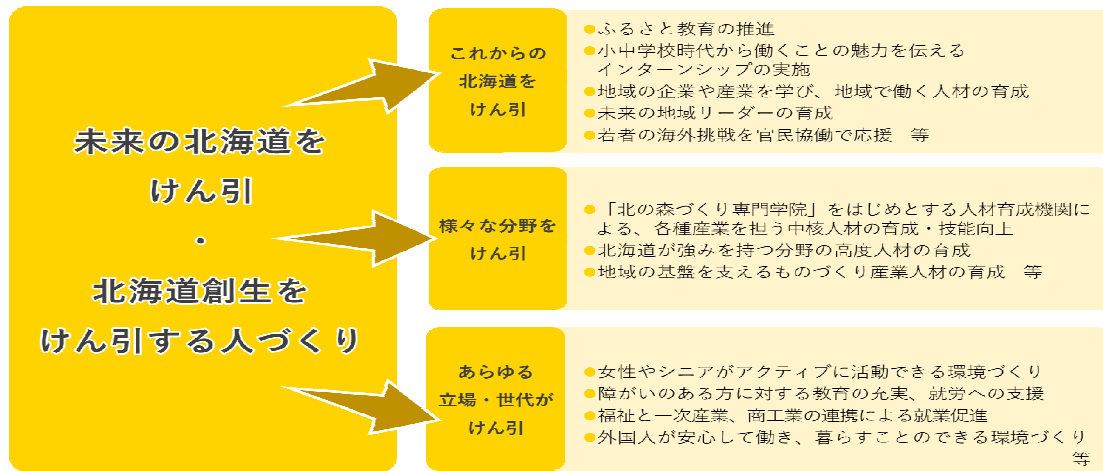 未来の北海道を
けん引
・
北海道創生を
けん引する人づくり
これからの
北海道を
けん引
●ふるさと教育の推進
●小中学校時代から働くことの魅力を伝える
インターンシップの実施
●地域の企業や産業を学び、地域で働く人材の育成
●未来の地域リーダーの育成
●若者の海外挑戦を官民協働で応援 等
様々な分野を
けん引
●「北の森づくり専門学院」をはじめとする人材育成機関に
よる、各種産業を担う中核人材の育成・技能向上
●北海道が強みを持つ分野の高度人材の育成
●地域の基盤を支えるものづくり産業人材の育成 等
あらゆる
立場・世代が
けん引
●女性やシニアがアクティブに活動できる環境づくり
●障がいのある方に対する教育の充実、就労への支援
●福祉と一次産業、商工業の連携による就業促進
●外国人が安心して働き、暮らすことのできる環境づくり
等